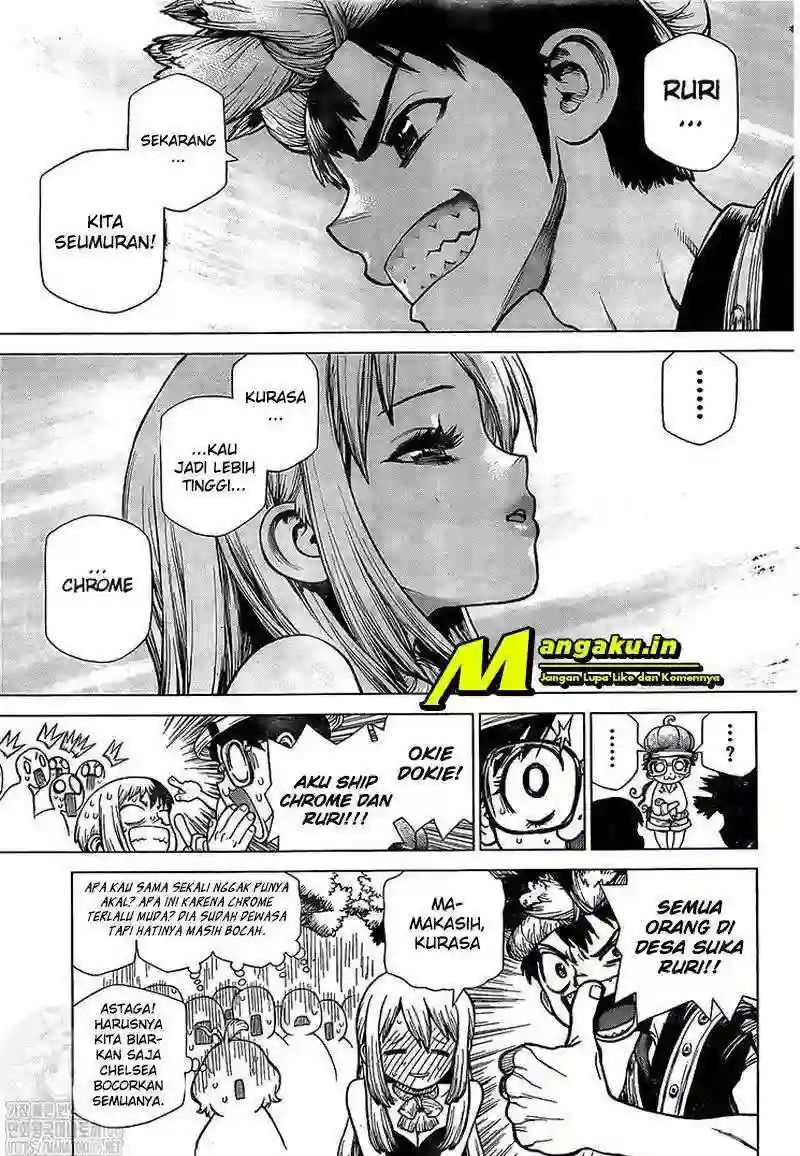 RURI
...
SEKARANG
...
KITA
SEUMURAN!
......
KURASA
...
...KAU
JADI LEBIH
TINGGI...
...
CHROME
Mangaku.in
Jangan Lupa Like dan Komennya
...?
......
OKIE
DOKIE!
AKU SHIP
CHROME DAN
RURI!!!
SEMUA
ORANG DI
DESA SUKA
RURI!!
MA-
MAKASIH,
KURASA
APA KAU SAMA SEKALI NGGAK PUNYA
AKAL? APA INI KARENA CHROME
TERLALU MUDA? DIA SUDAH DEWASA
TAPI HATINYA MASIH BOCAH.
ASTAGA!
HARUSNYA
KITA BIAR-
KAN SAJA
CHELSEA
BOCORKAN
SEMUANYA.